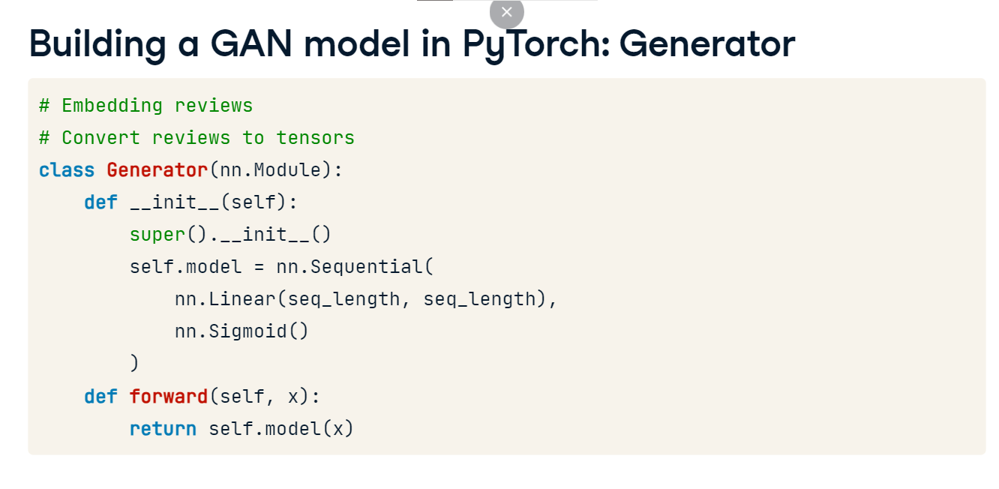 Building a GAN model in PyTorch: Generator
# Embedding reviews
# Convert reviews to tensors
class Generator(nn.Module):
    def __init__(self):
        super().__init__()
        self.model = nn.Sequential(
            nn.Linear(seq_length, seq_length),
            nn.Sigmoid()
        )
    def forward(self, x):
        return self.model(x)